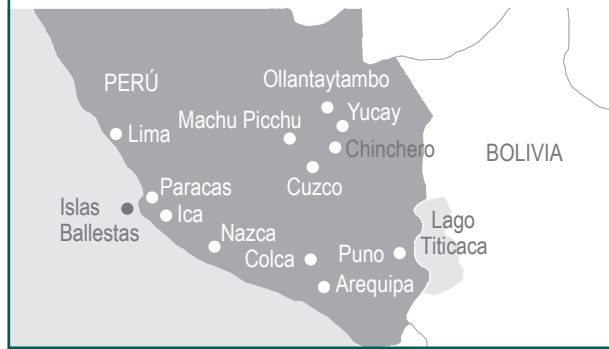 PERÚ
Ollantaytambo
Machu Picchu
Yucay
Lima
Chinchero
BOLIVIA
Cuzco
Paracas
Islas
Ballestas
Ica
Nazca
Lago
Titicaca
Colca
Puno
Arequipa